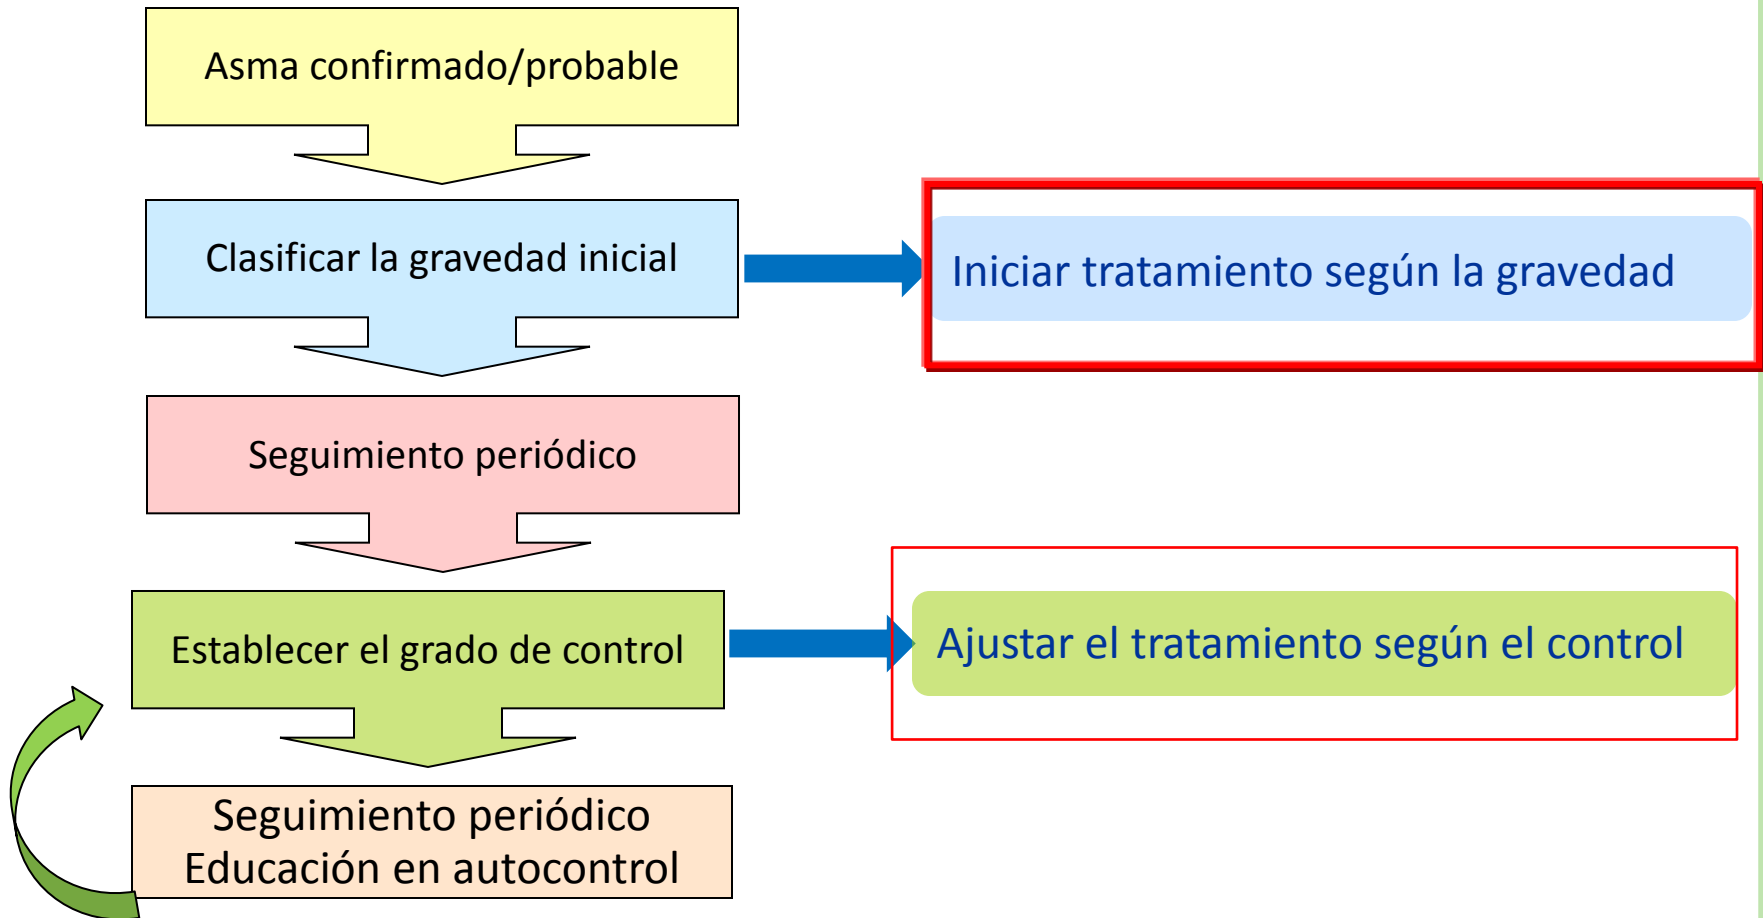 Asma confirmado/probable
Clasificar la gravedad inicial
Iniciar tratamiento según la gravedad
Seguimiento periódico
Establecer el grado de control
Ajustar el tratamiento según el control
Seguimiento periódico
Educación en autocontrol